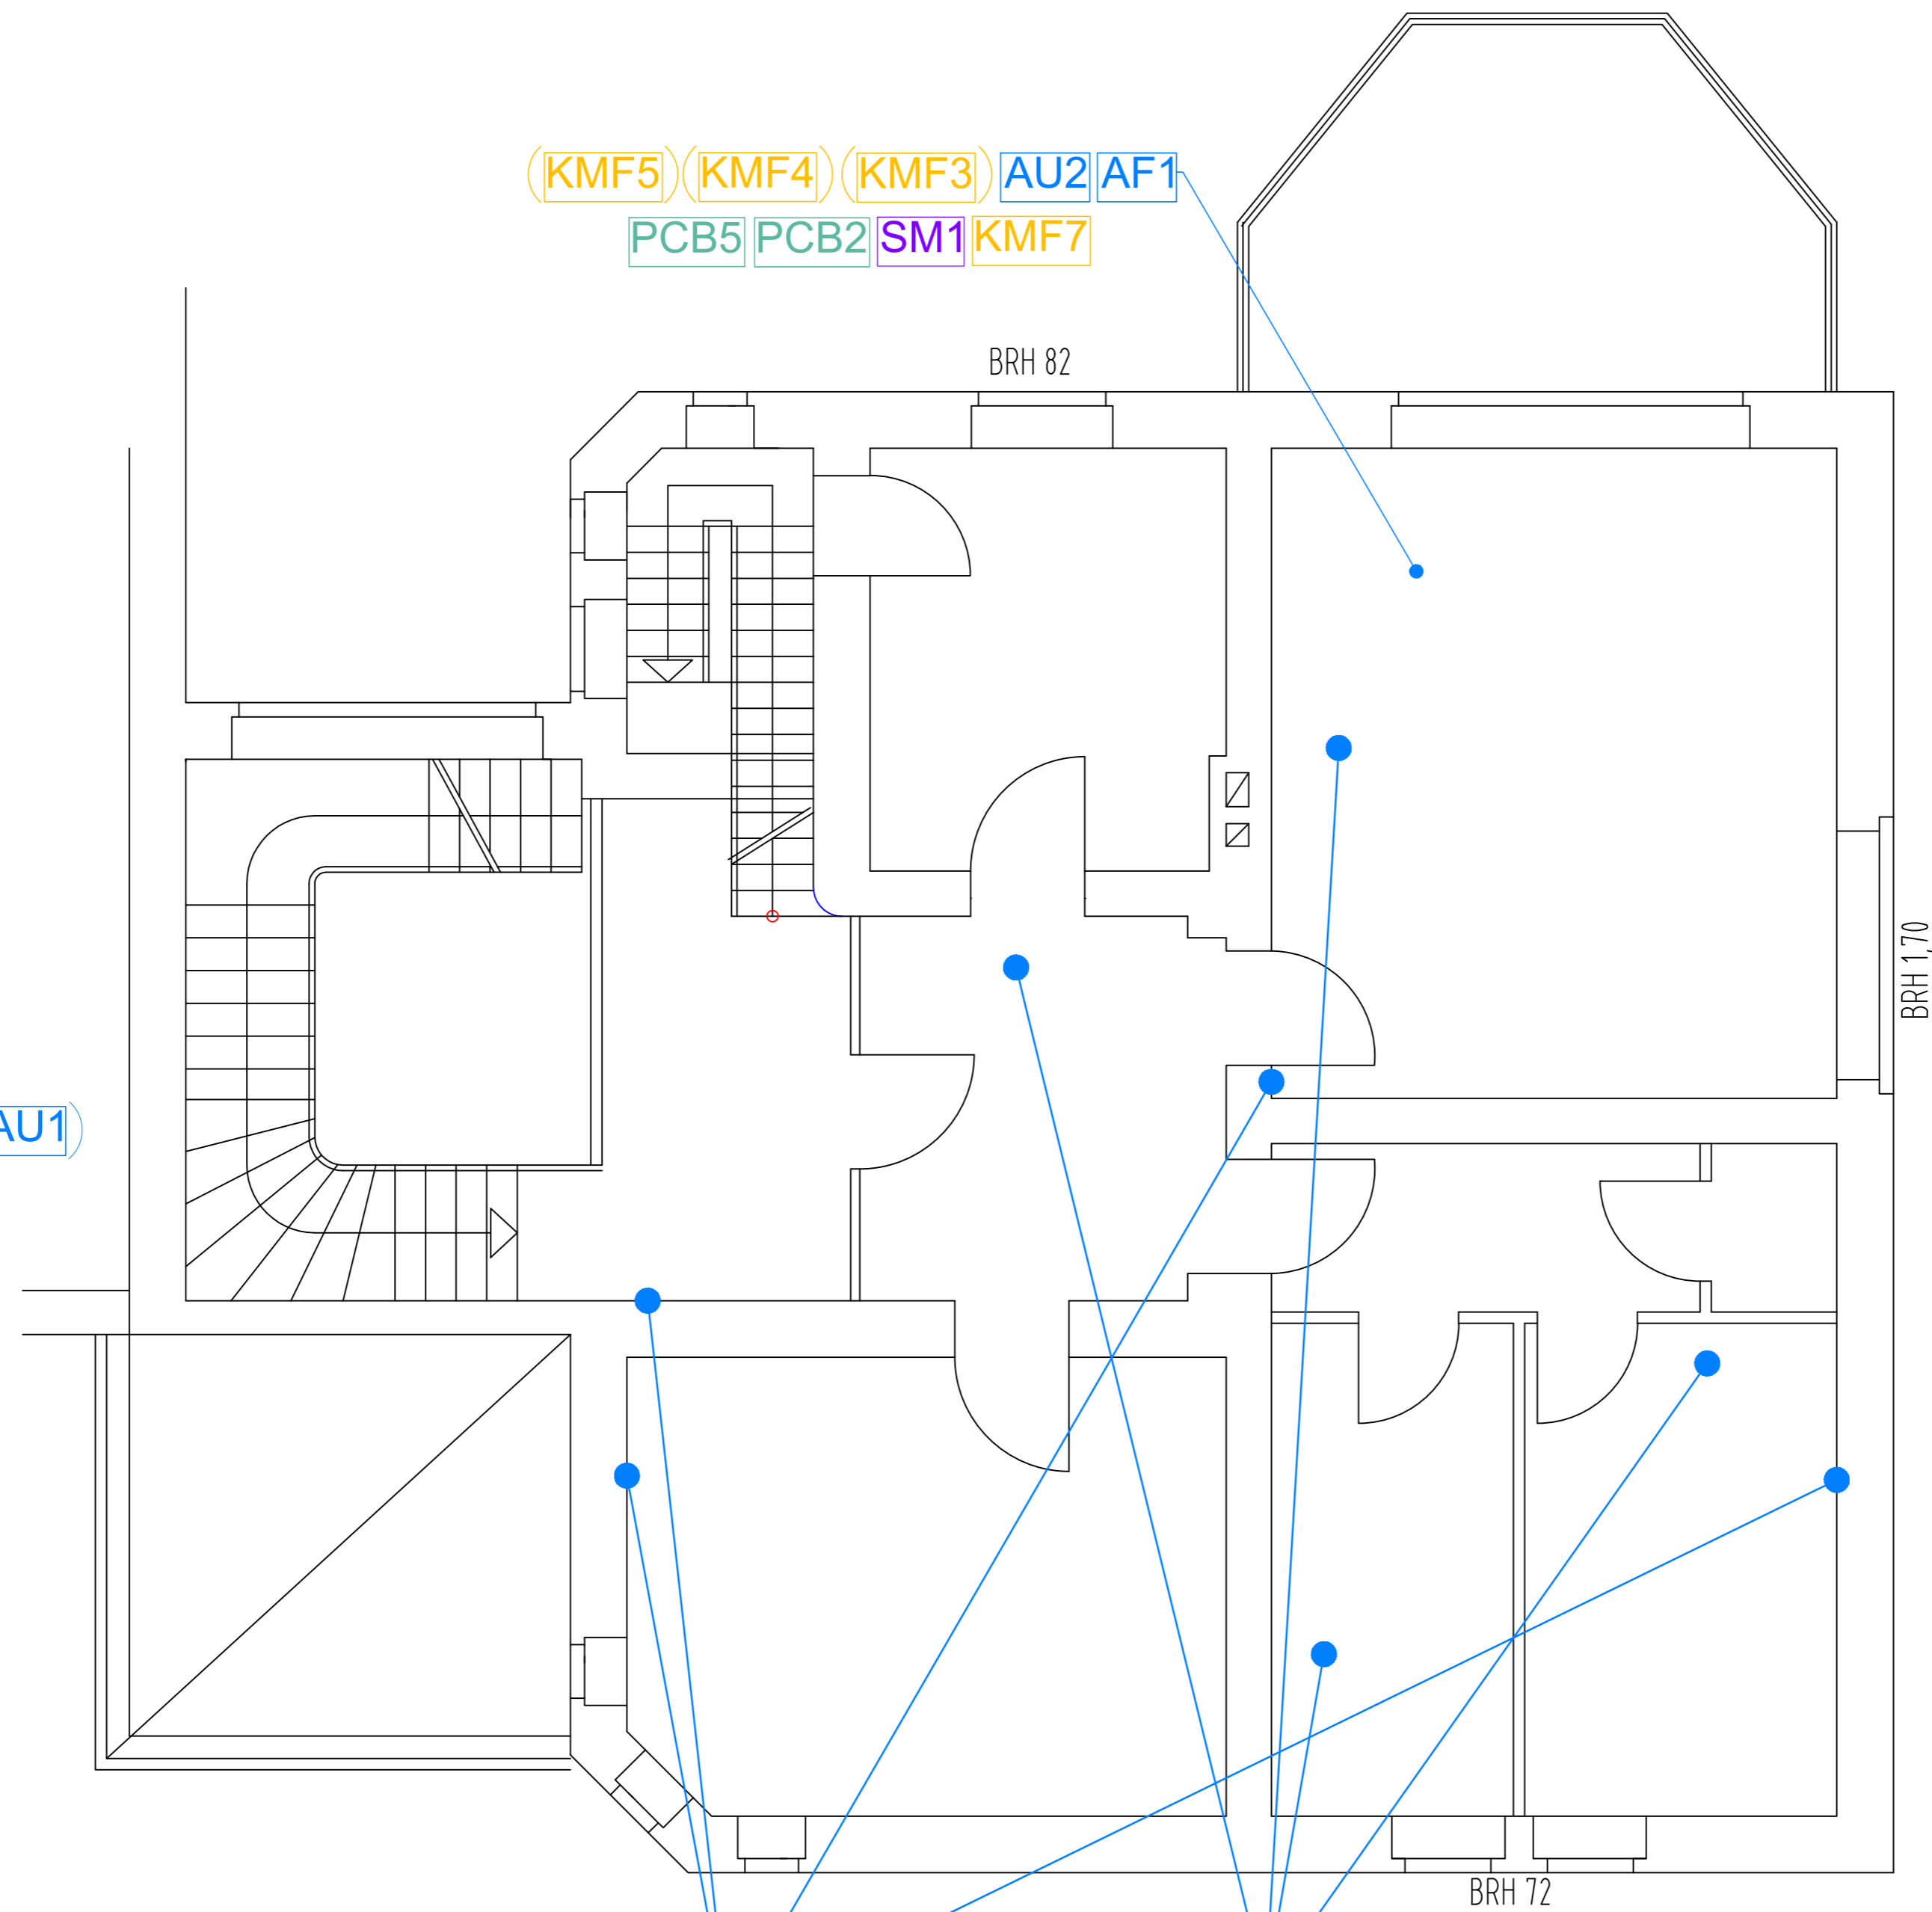 (KMF5) (KMF4) (KMF3) AU2 AF1
PCB5 PCB2 SM1 KMF7
BRH 82
BRH 1,70
AU1)
BRH 72